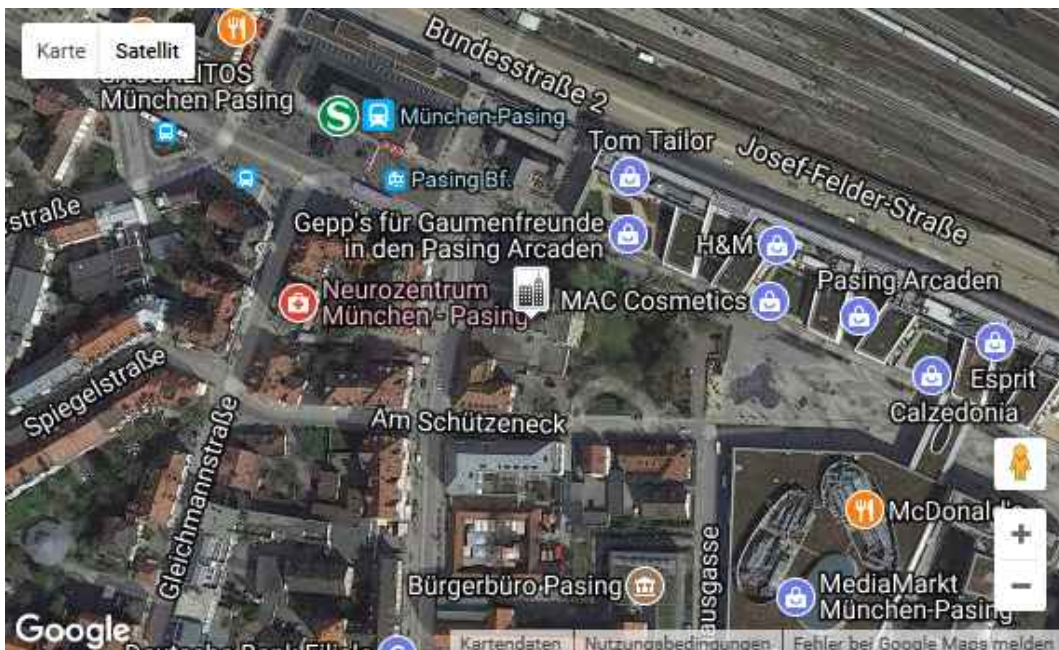 Karte
Satellit
München Pasing
Bundesstraße 2
S
München-Pasing
Tom Tailor
Josef-Felder-Straße
Pasing Bf.
Gepp's für Gaumenfreunde
in den Pasing Arcaden
H&M
Pasing Arcaden
Neurozentrum
München - Pasing
MAC Cosmetics
Esprit
Calzedonia
Spiegelstraße
Am Schützeneck
Gleichmannstraße
McDonald's
Bürgerbüro Pasing
MediaMarkt
München-Pasing
Google
Kartendaten
Nutzungsbedingungen
Fehler bei Google Maps melden
+
−